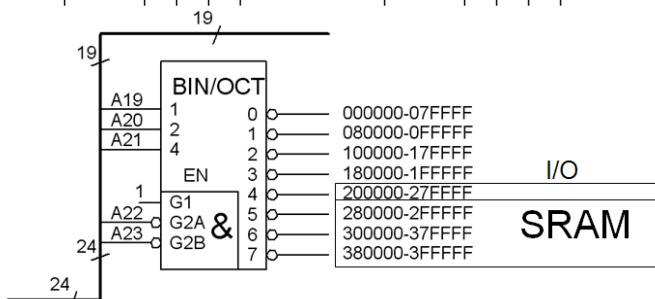 19
19
BIN/OCT
A19 1 0 000000-07FFFF
A20 2 1 080000-0FFFFF
A21 4 2 100000-17FFFF
EN 3 180000-1FFFFF I/O
1 G1 4 200000-27FFFF
A22 G2A & 5 280000-2FFFFF SRAM
A23 G2B 6 300000-37FFFF
24 7 380000-3FFFFF
24